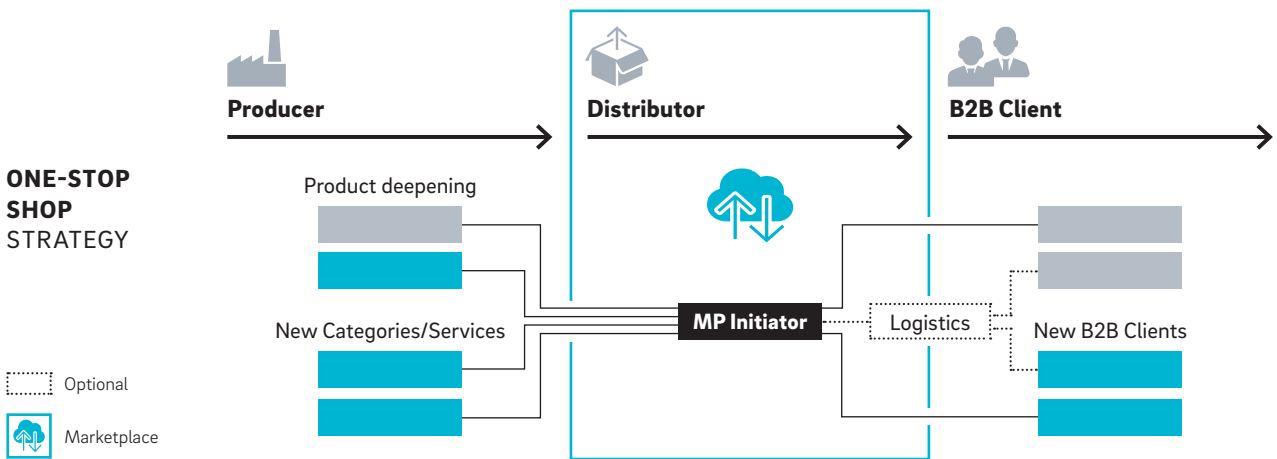 Producer
Distributor
B2B Client
ONE-STOP
SHOP
STRATEGY
Product deepening
New Categories/Services
MP Initiator
Logistics
New B2B Clients
Optional
Marketplace